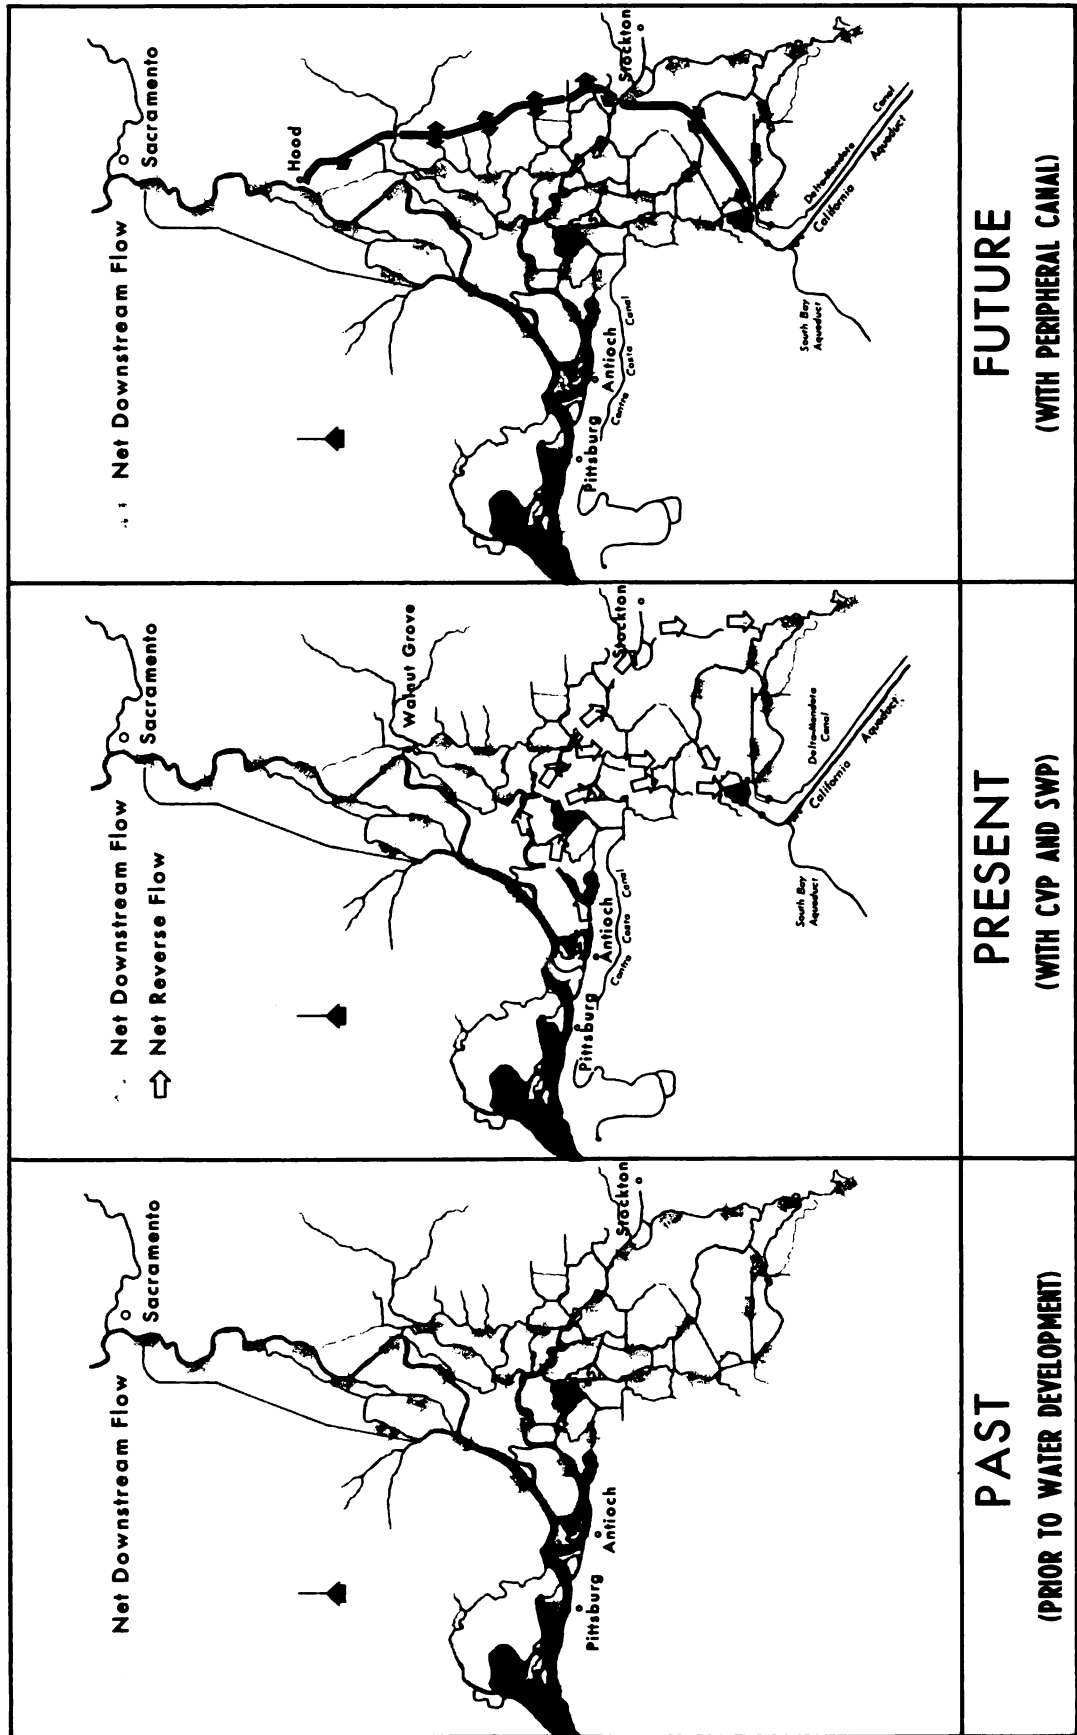 Net Downstream Flow
Sacramento
Stockton
Antioch
Pittsburg
PAST
(PRIOR TO WATER DEVELOPMENT)
Net Downstream Flow
Net Reverse Flow
Sacramento
Walnut Grove
Stockton
Antioch
Pittsburg
Contra Costa Canal
Delta-Mendota
Canal
California
Aqueduct
South Bay
Aqueduct
PRESENT
(WITH CVP AND SWP)
Net Downstream Flow
Sacramento
Hood
Stockton
Antioch
Pittsburg
Contra Costa Canal
Delta-Mendota Canal
California Aqueduct
South Bay
Aqueduct
FUTURE
(WITH PERIPHERAL CANAL)